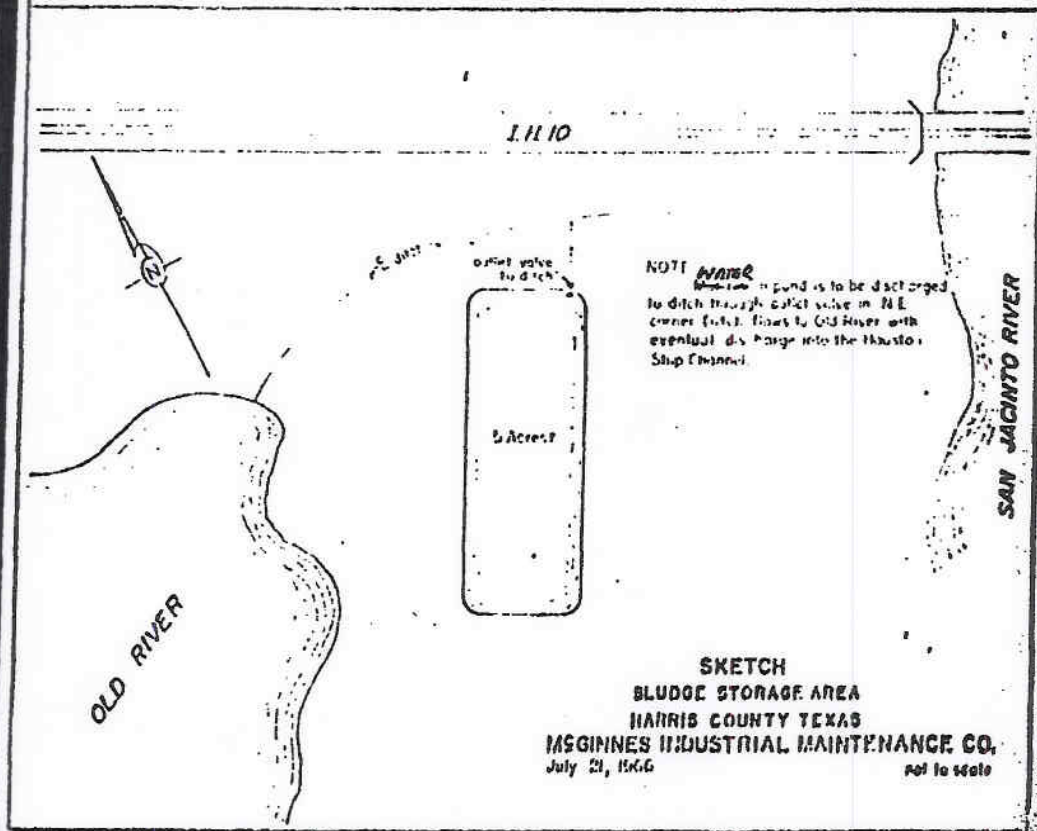 I.H.10
N
outlet valve
to ditch
NOTE WATER
in pond is to be discharged
to ditch through outlet valve in N E
corner flows to Old River with
eventual discharge into the Houston
Ship Channel.
SAN JACINTO RIVER
5 Acres±
OLD RIVER
SKETCH
SLUDGE STORAGE AREA
HARRIS COUNTY TEXAS
MCGINNES INDUSTRIAL MAINTENANCE CO.
July 21, 1966
not to scale